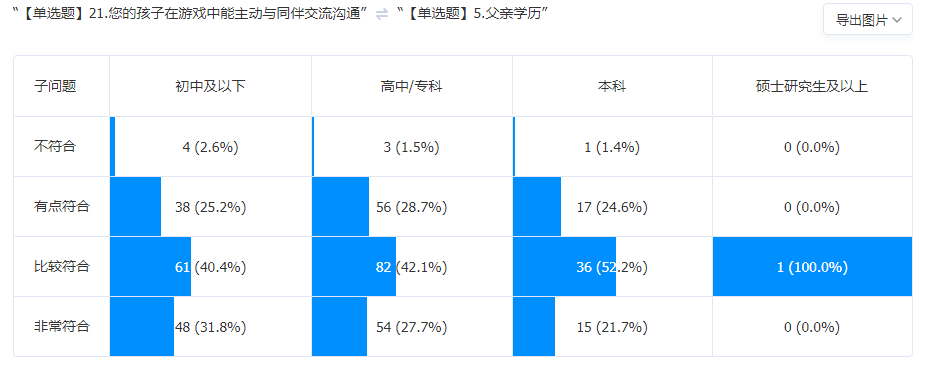 “【单选题】21.您的孩子在游戏中能主动与同伴交流沟通” ⇌ “【单选题】5.父亲学历”
导出图片
子问题 初中及以下 高中/专科 本科 硕士研究生及以上
不符合 4 (2.6%) 3 (1.5%) 1 (1.4%) 0 (0.0%)
有点符合 38 (25.2%) 56 (28.7%) 17 (24.6%) 0 (0.0%)
比较符合 61 (40.4%) 82 (42.1%) 36 (52.2%) 1 (100.0%)
非常符合 48 (31.8%) 54 (27.7%) 15 (21.7%) 0 (0.0%)